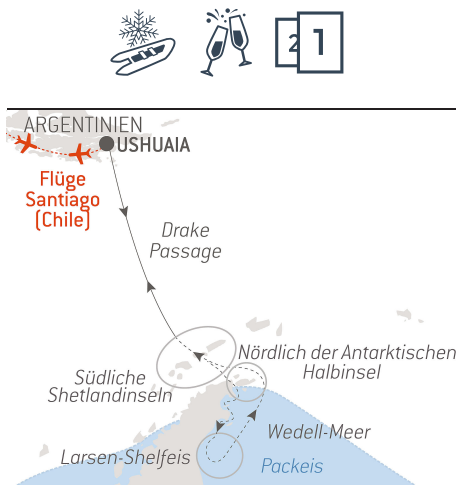 2 1
ARGENTINIEN
USHUAIA
Flüge
Santiago
(Chile)
Drake
Passage
Nördlich der Antarktischen
Halbinsel
Südliche
Shetlandinseln
Wedell-Meer
Larsen-Shelfeis
Packeis